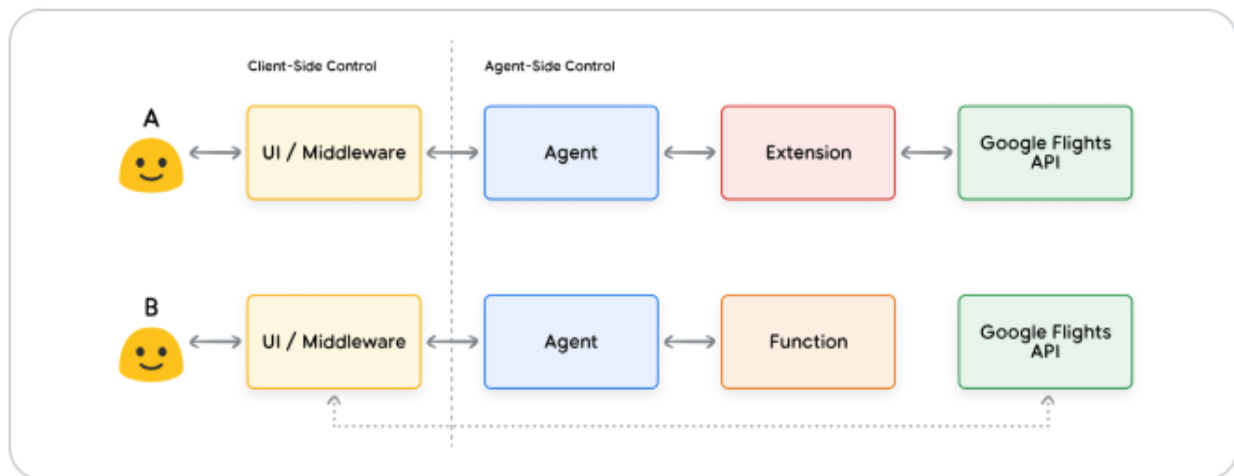 Client-Side Control
Agent-Side Control
A
UI / Middleware
Agent
Extension
Google Flights
API
B
UI / Middleware
Agent
Function
Google Flights
API